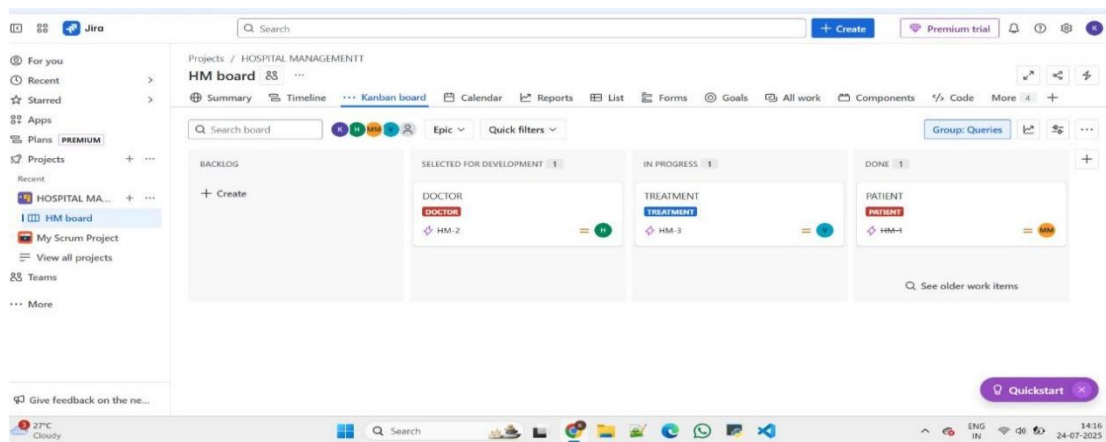 Jira
Search
+ Create
Premium trial
K
For you
Recent
Starred
Apps
Plans PREMIUM
Projects
Recent
HOSPITAL MA...
HM board
My Scrum Project
View all projects
Teams
More
Give feedback on the ne...
Projects / HOSPITAL MANAGEMENTT
HM board
Summary Timeline Kanban board Calendar Reports List Forms Goals All work Components Code More 4
Search board K H MM V Epic Quick filters Group: Queries
BACKLOG
+ Create
SELECTED FOR DEVELOPMENT 1
DOCTOR
DOCTOR
HM-2 H
IN PROGRESS 1
TREATMENT
TREATMENT
HM-3 V
DONE 1
PATIENT
PATIENT
HM-1 MM
See older work items
Quickstart
27°C
Cloudy
Search
ENG
IN
14:16
24-07-2025